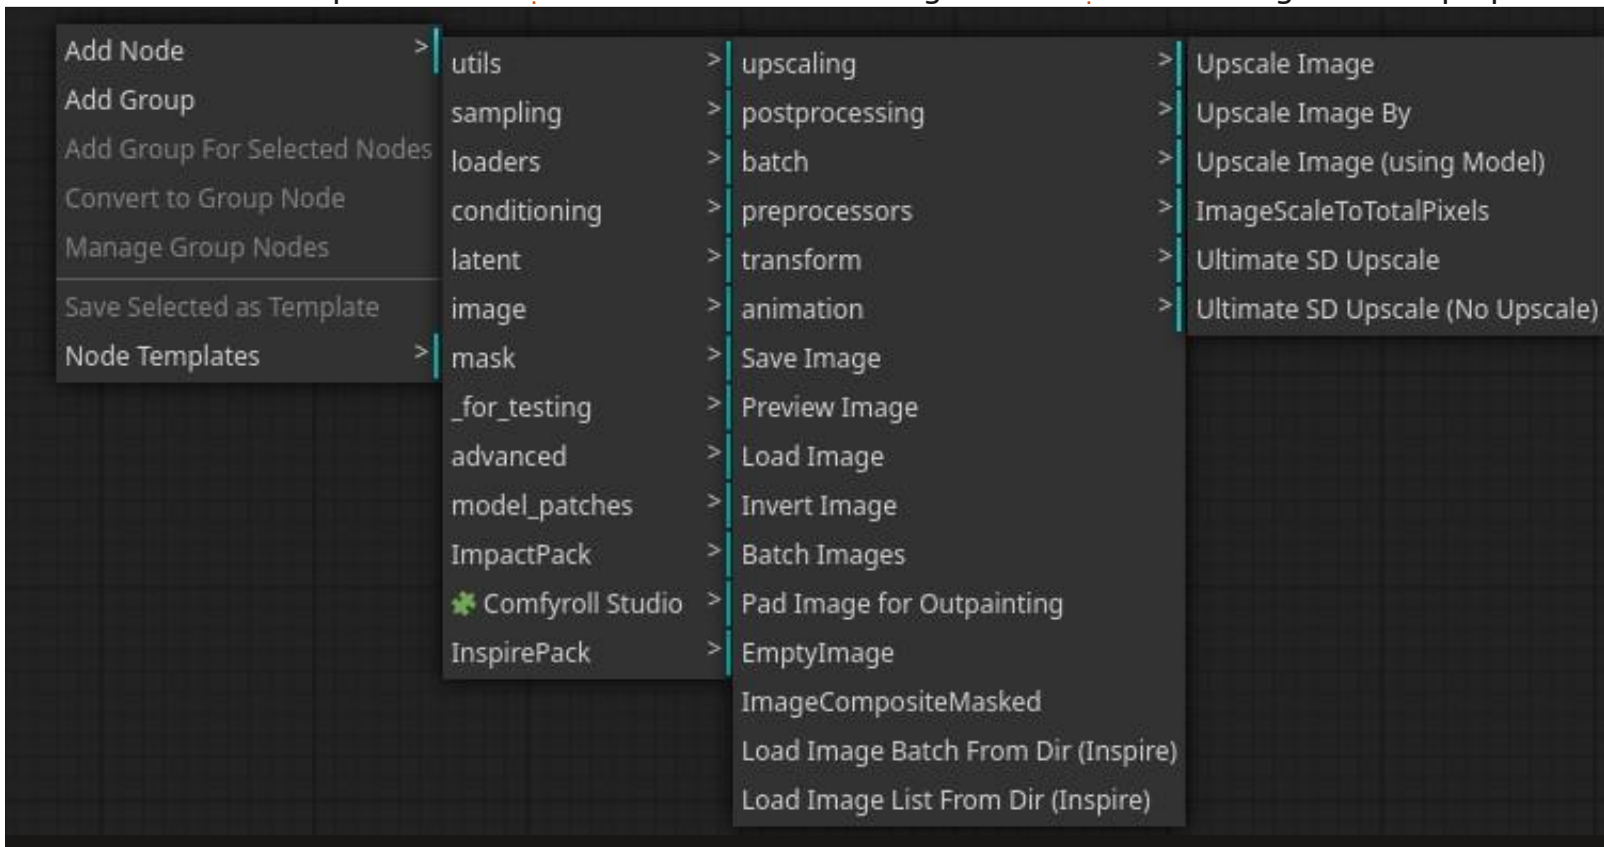 Add Node >
Add Group
Add Group For Selected Nodes
Convert to Group Node
Manage Group Nodes
Save Selected as Template
Node Templates >
utils >
sampling >
loaders >
conditioning >
latent >
image >
mask >
_for_testing >
advanced >
model_patches >
ImpactPack >
Comfyroll Studio >
InspirePack >
upscaling >
postprocessing >
batch >
preprocessors >
transform >
animation >
Save Image
Preview Image
Load Image
Invert Image
Batch Images
Pad Image for Outpainting
EmptyImage
ImageCompositeMasked
Load Image Batch From Dir (Inspire)
Load Image List From Dir (Inspire)
Upscale Image
Upscale Image By
Upscale Image (using Model)
ImageScaleToTotalPixels
Ultimate SD Upscale
Ultimate SD Upscale (No Upscale)